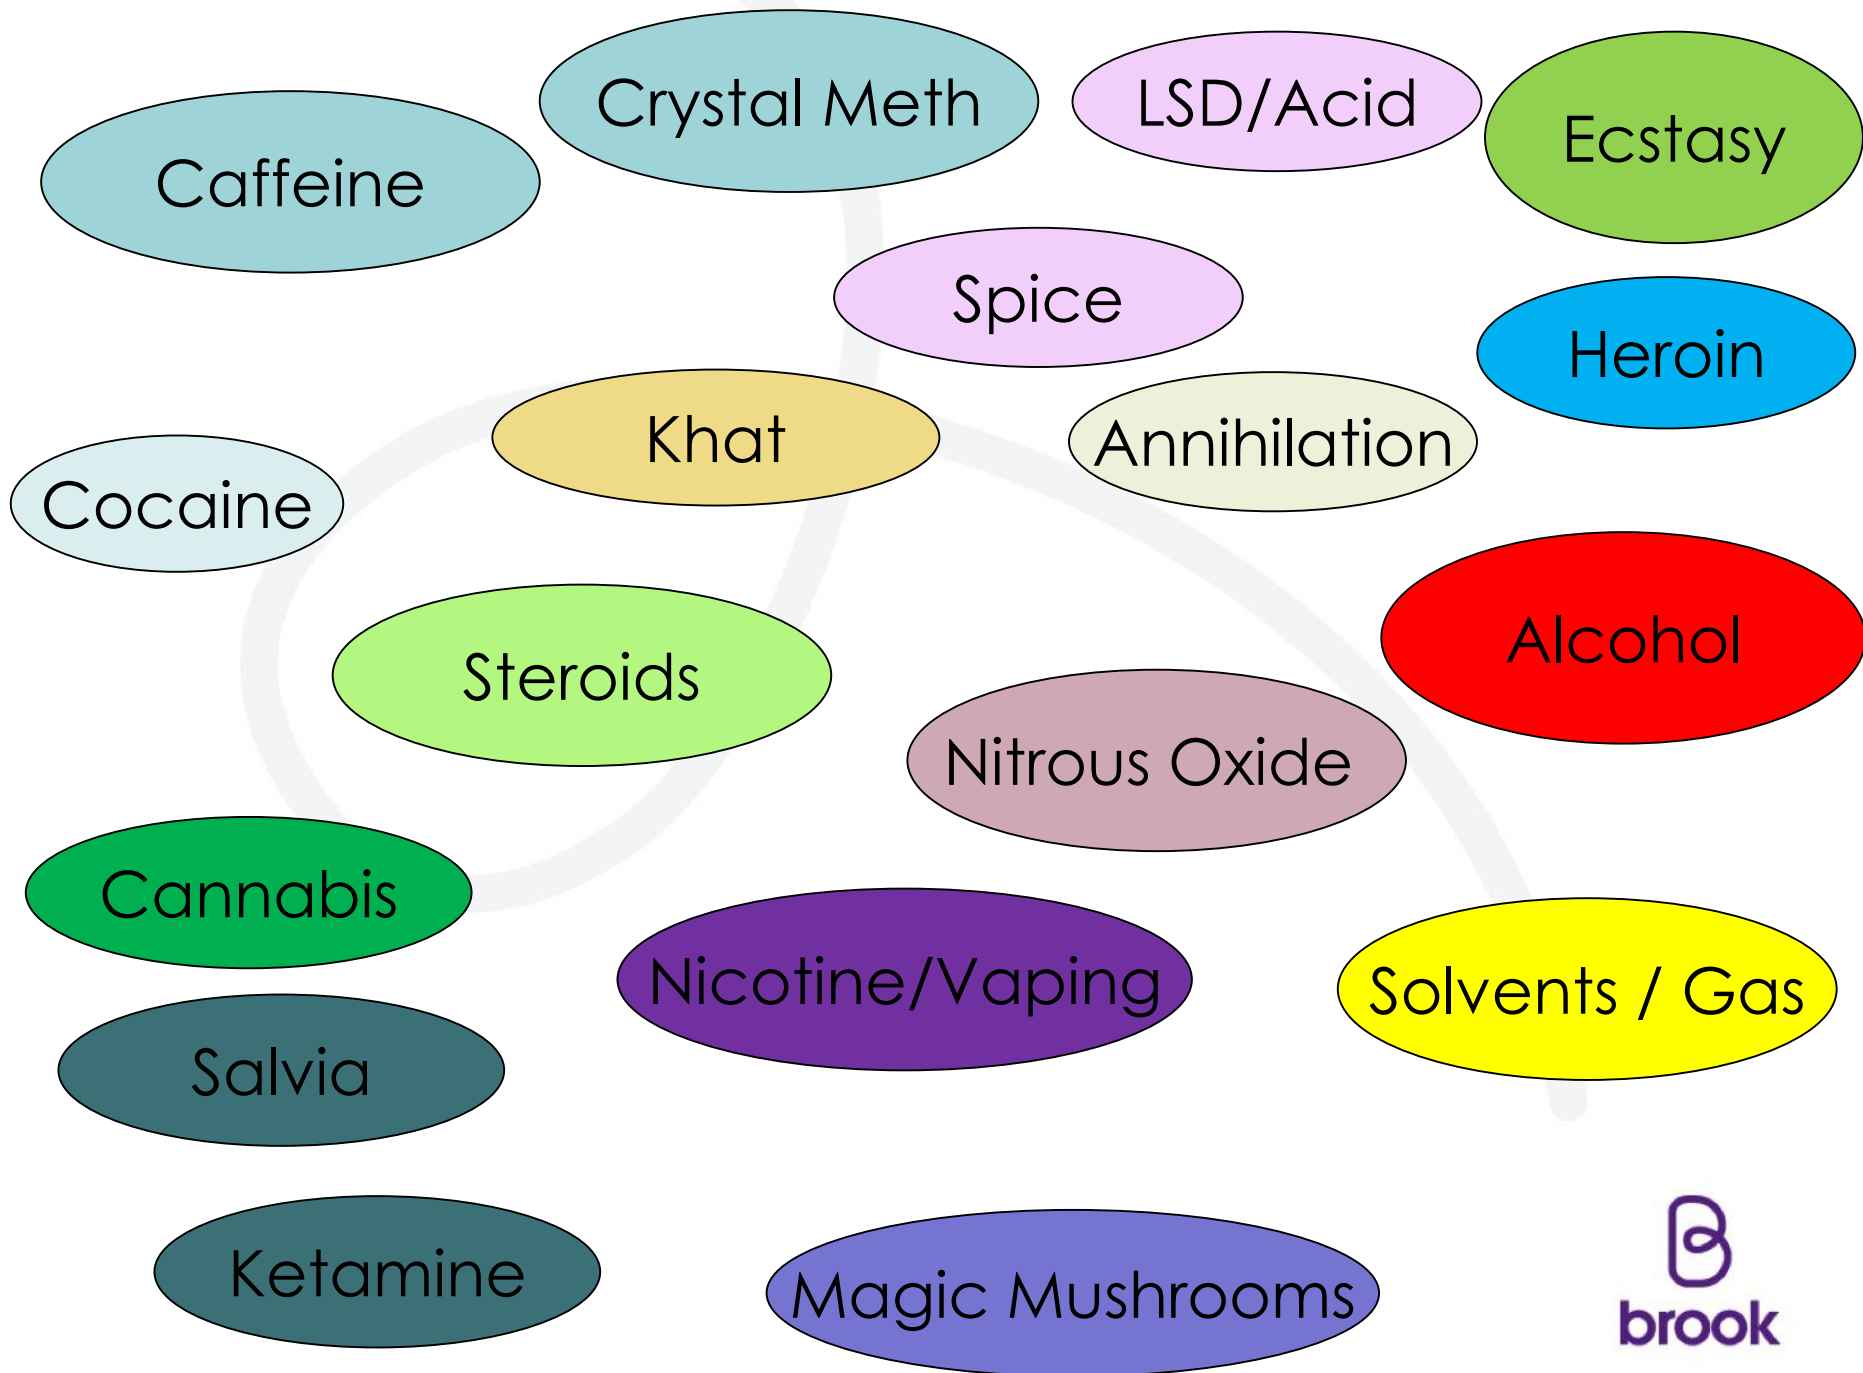 Crystal Meth
LSD/Acid
Ecstasy
Caffeine
Spice
Heroin
Khat
Annihilation
Cocaine
Alcohol
Steroids
Nitrous Oxide
Cannabis
Nicotine/Vaping
Solvents / Gas
Salvia
Ketamine
Magic Mushrooms
brook